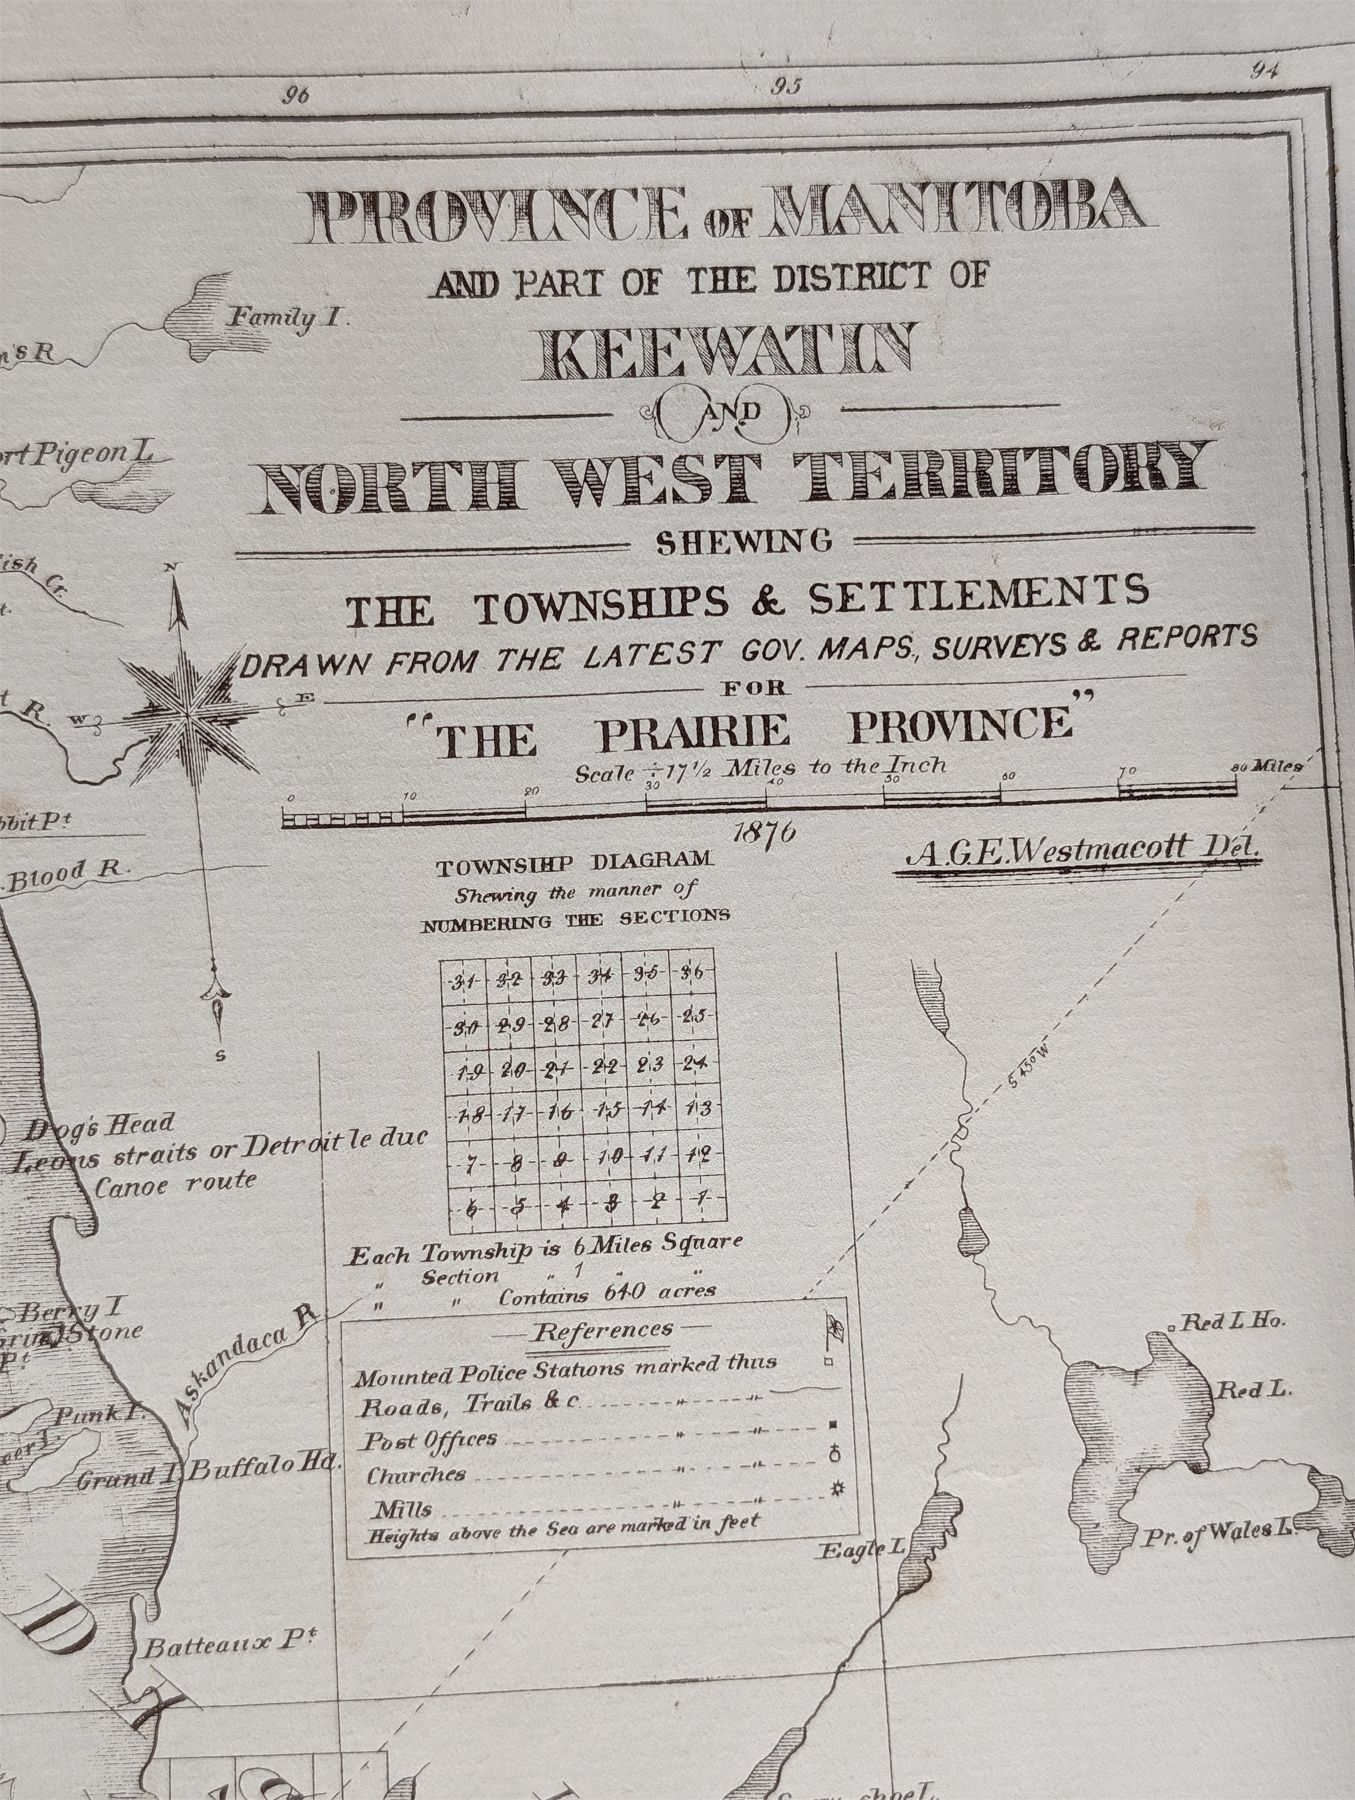 96 95 94
PROVINCE OF MANITOBA
AND PART OF THE DISTRICT OF
KEEWATIN
AND
NORTH WEST TERRITORY
SHEWING
THE TOWNSHIPS & SETTLEMENTS
DRAWN FROM THE LATEST GOV. MAPS, SURVEYS & REPORTS
FOR
"THE PRAIRIE PROVINCE"
Scale ÷ 17½ Miles to the Inch
0 10 20 30 40 50 60 70 80 Miles
1876
A.G.E. Westmacott Del.
Family I.
Pigeon L
Cr.
R.
N
W
E
S
Blood R.
TOWNSHIP DIAGRAM
Shewing the manner of
NUMBERING THE SECTIONS
31 32 33 34 35 36
30 29 28 27 26 25
19 20 21 22 23 24
18 17 16 15 14 13
7 8 9 10 11 12
6 5 4 3 2 1
Each Township is 6 Miles Square
" Section " 1 " "
" " Contains 640 acres
S 45° W
Dog's Head
Leons straits or Detroit le duc
Canoe route
Berry I
Grind Stone
Pt
Askandaca R
Punk I.
Grand I
Buffalo Hd.
Batteaux Pt
References
Mounted Police Stations marked thus
Roads, Trails & c " "
Post Offices " "
Churches " "
Mills " "
Heights above the Sea are marked in feet
Red L Ho.
Red L.
Pr. of Wales L.
Eagle L
D